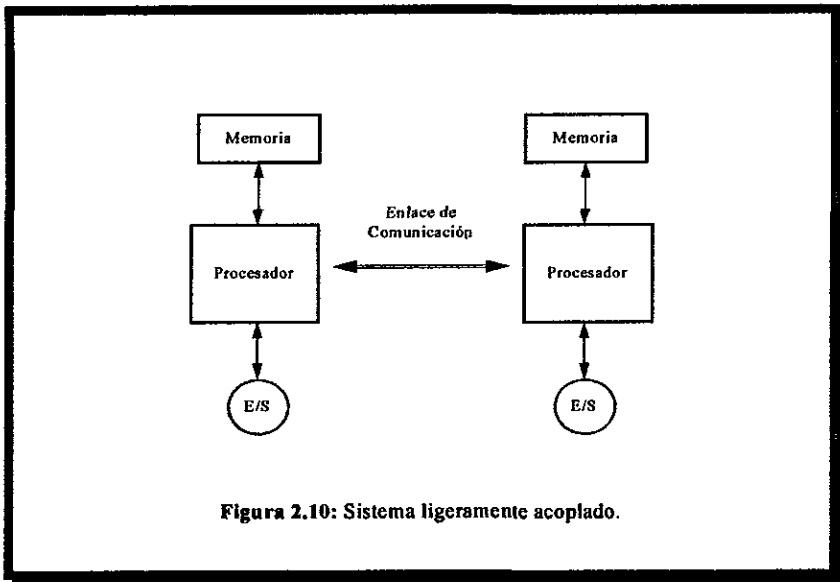 Memoria
Memoria
Enlace de
Comunicación
Procesador
Procesador
E/S
E/S
Figura 2.10: Sistema ligeramente acoplado.